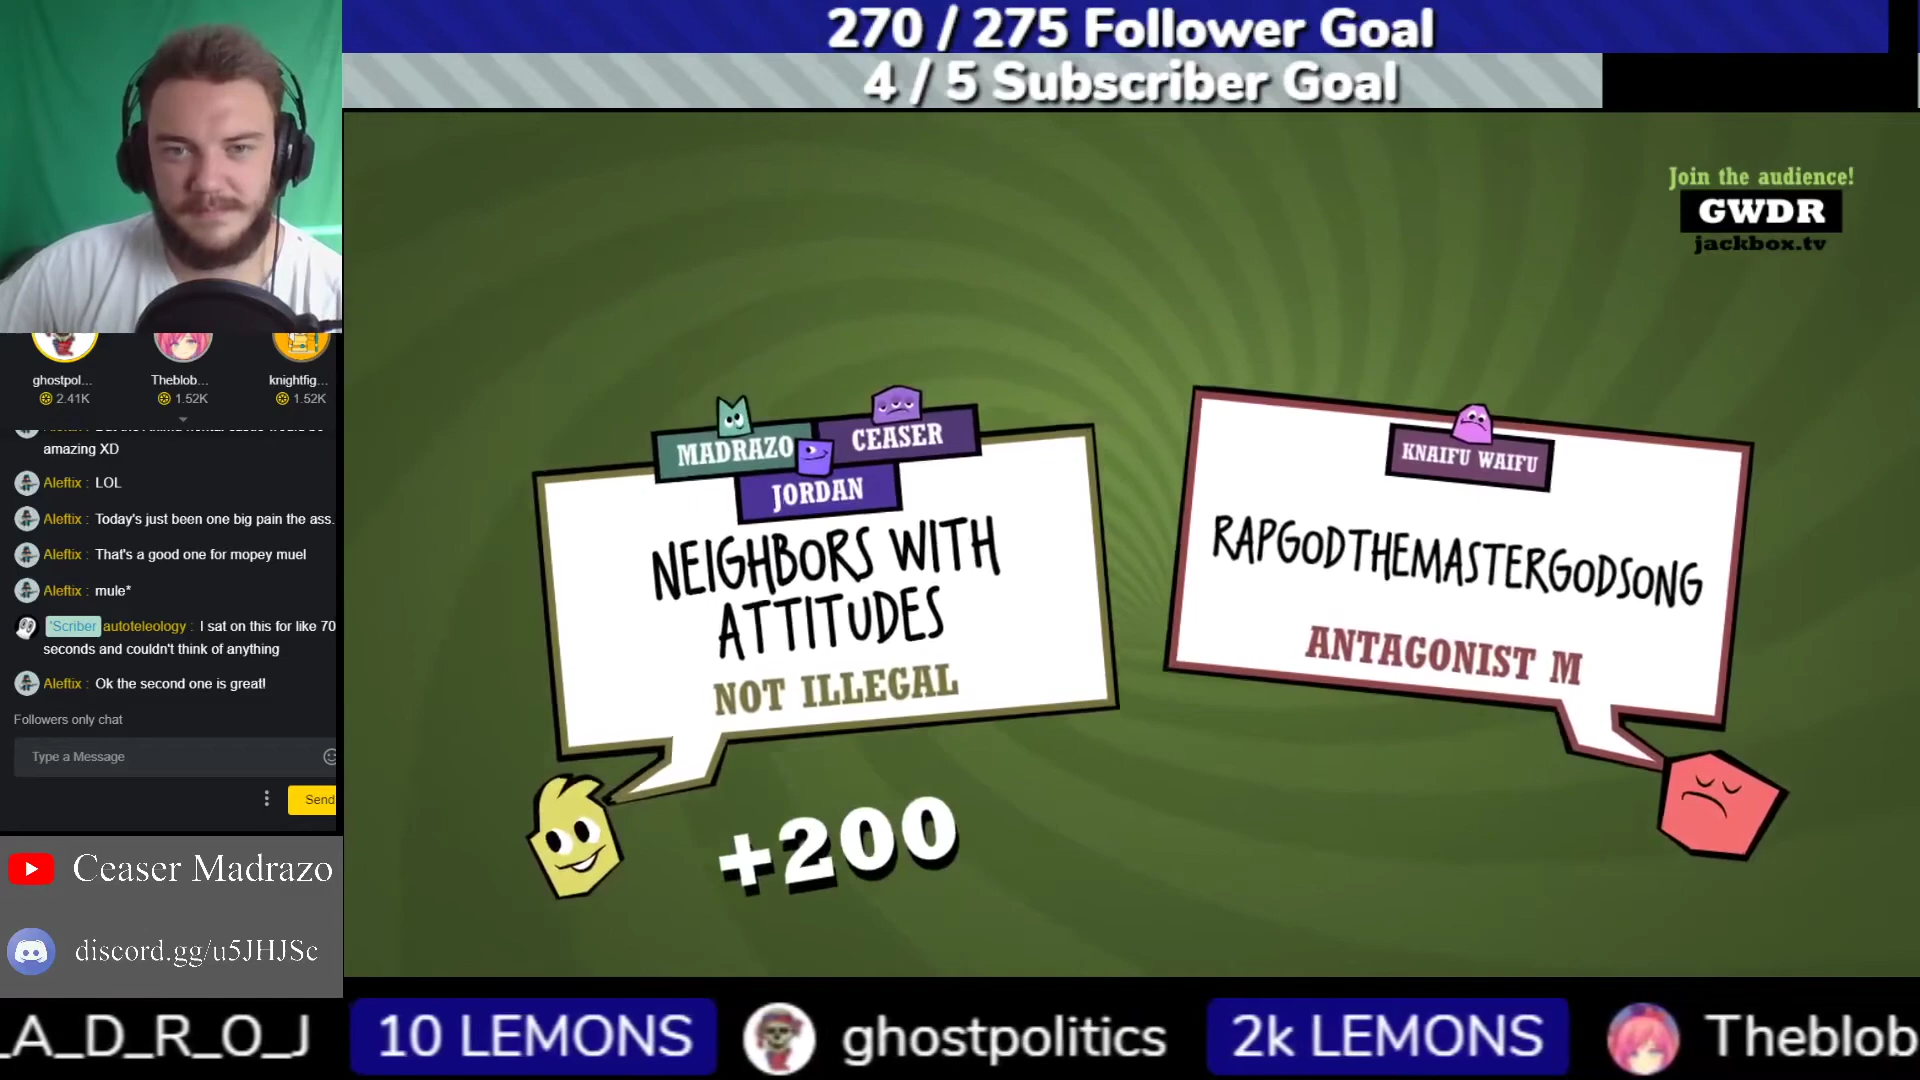 270 / 275 Follower Goal
4 / 5 Subscriber Goal
Join the audience!
GWDR
jackbox.tv
ghostpol...
Theblob...
knightfig...
2.41K
1.52K
1.52K
amazing XD
Aleftix : LOL
Aleftix : Today's just been one big pain the ass.
Aleftix : That's a good one for mopey muel
Aleftix : mule*
'Scriber autoteleology : I sat on this for like 70
seconds and couldn't think of anything
Aleftix : Ok the second one is great!
Followers only chat
Type a Message
Send
MADRAZO
CEASER
JORDAN
NEIGHBORS WITH
ATTITUDES
NOT ILLEGAL
+200
KNAIFU WAIFU
RAPGODTHEMASTERGODSONG
ANTAGONIST M
Ceaser Madrazo
discord.gg/u5JHJSc
_A_D_R_O_J
10 LEMONS
ghostpolitics
2k LEMONS
Theblob